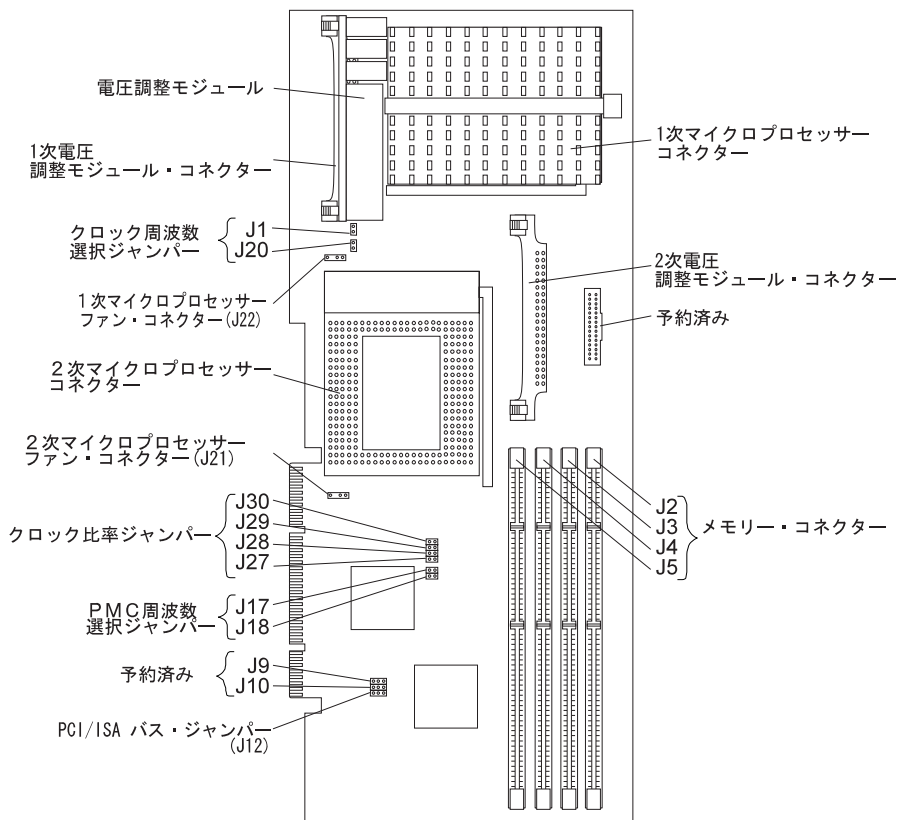 電圧調整モジュール
1次電圧
調整モジュール・コネクター
1次マイクロプロセッサー
コネクター
クロック周波数
選択ジャンパー
J1
J20
2次電圧
調整モジュール・コネクター
1次マイクロプロセッサー
ファン・コネクター(J22)
予約済み
2次マイクロプロセッサー
コネクター
2次マイクロプロセッサー
ファン・コネクター(J21)
クロック比率ジャンパー
J30
J29
J28
J27
J2
J3
J4
J5
メモリー・コネクター
PMC周波数
選択ジャンパー
J17
J18
予約済み
J9
J10
PCI/ISA バス・ジャンパー
(J12)